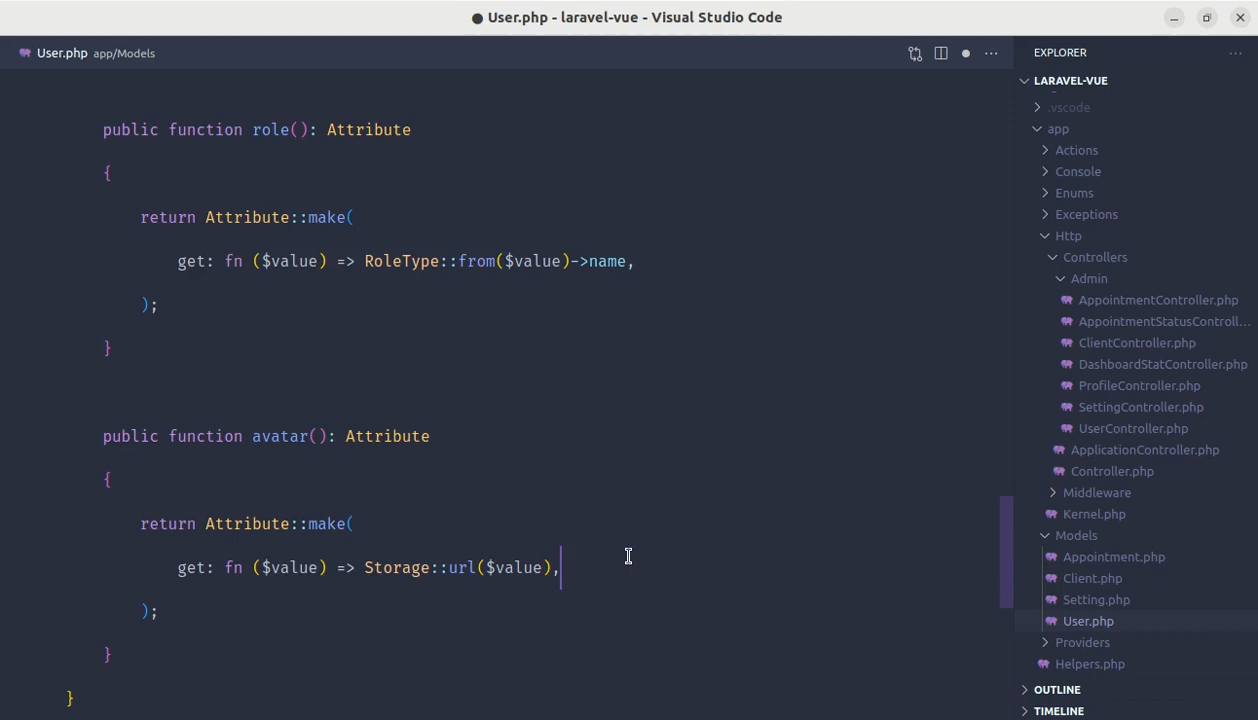 ● User.php - laravel-vue - Visual Studio Code
User.php app/Models
public function role(): Attribute
{
return Attribute::make(
get: fn ($value) => RoleType::from($value)->name,
);
}
public function avatar(): Attribute
{
return Attribute::make(
get: fn ($value) => Storage::url($value),
);
}
}
EXPLORER
LARAVEL-VUE
.vscode
app
Actions
Console
Enums
Exceptions
Http
Controllers
Admin
AppointmentController.php
AppointmentStatusControll...
ClientController.php
DashboardStatController.php
ProfileController.php
SettingController.php
UserController.php
ApplicationController.php
Controller.php
Middleware
Kernel.php
Models
Appointment.php
Client.php
Setting.php
User.php
Providers
Helpers.php
OUTLINE
TIMELINE